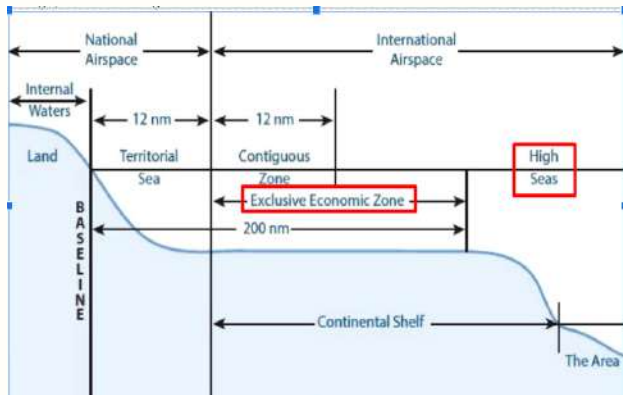 National
Airspace
International
Airspace
Internal
Waters
12 nm
12 nm
Land
Territorial
Sea
Contiguous
Zone
High
Seas
Exclusive Economic Zone
200 nm
BASELINE
Continental Shelf
The Area